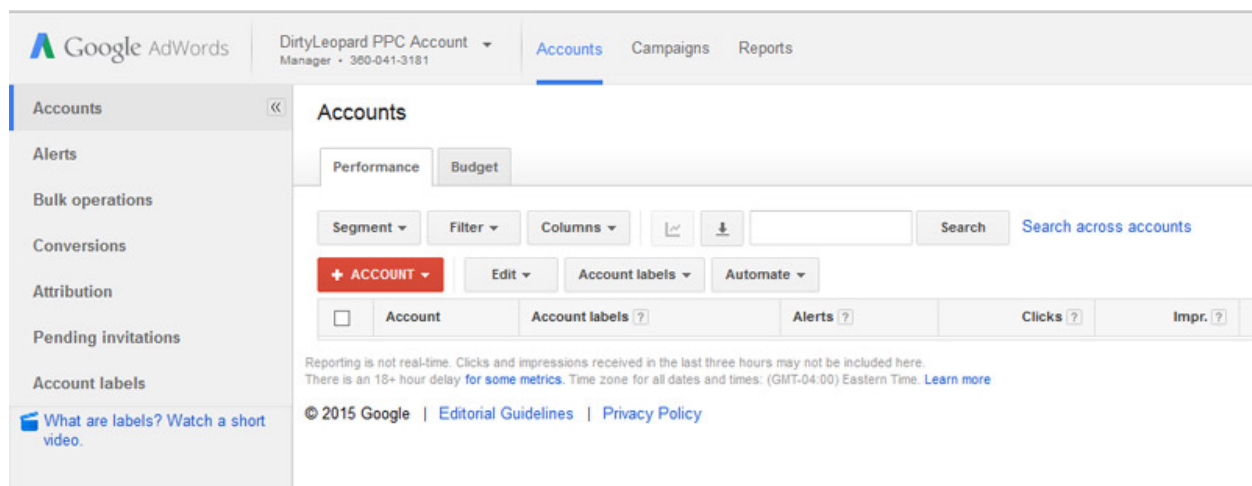 Google AdWords
DirtyLeopard PPC Account
Manager • 360-041-3181
Accounts Campaigns Reports
Accounts
Alerts
Bulk operations
Conversions
Attribution
Pending invitations
Account labels
What are labels? Watch a short
video.
Accounts
Performance Budget
Segment Filter Columns Search Search across accounts
+ ACCOUNT Edit Account labels Automate
Account Account labels ? Alerts ? Clicks ? Impr. ?
Reporting is not real-time. Clicks and impressions received in the last three hours may not be included here.
There is an 18+ hour delay for some metrics. Time zone for all dates and times: (GMT-04:00) Eastern Time. Learn more
© 2015 Google | Editorial Guidelines | Privacy Policy